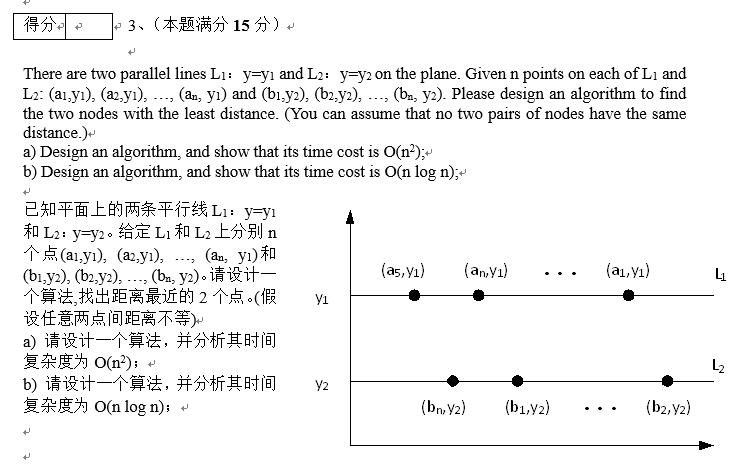 得分 3、（本题满分 15 分）
There are two parallel lines L1：y=y1 and L2：y=y2 on the plane. Given n points on each of L1 and
L2: (a1,y1), (a2,y1), …, (an, y1) and (b1,y2), (b2,y2), …, (bn, y2). Please design an algorithm to find
the two nodes with the least distance. (You can assume that no two pairs of nodes have the same
distance.)
a) Design an algorithm, and show that its time cost is O(n2);
b) Design an algorithm, and show that its time cost is O(n log n);
已知平面上的两条平行线 L1：y=y1
和 L2：y=y2。给定 L1 和 L2 上分别 n
个点(a1,y1), (a2,y1), …, (an, y1)和
(b1,y2), (b2,y2), …, (bn, y2)。请设计一
个算法,找出距离最近的 2 个点。(假
设任意两点间距离不等)
a) 请设计一个算法，并分析其时间
复杂度为 O(n2)；
b) 请设计一个算法，并分析其时间
复杂度为 O(n log n)；
(a5,y1) (an,y1) · · · (a1,y1) L1
y1
L2
y2
(bn,y2) (b1,y2) · · · (b2,y2)